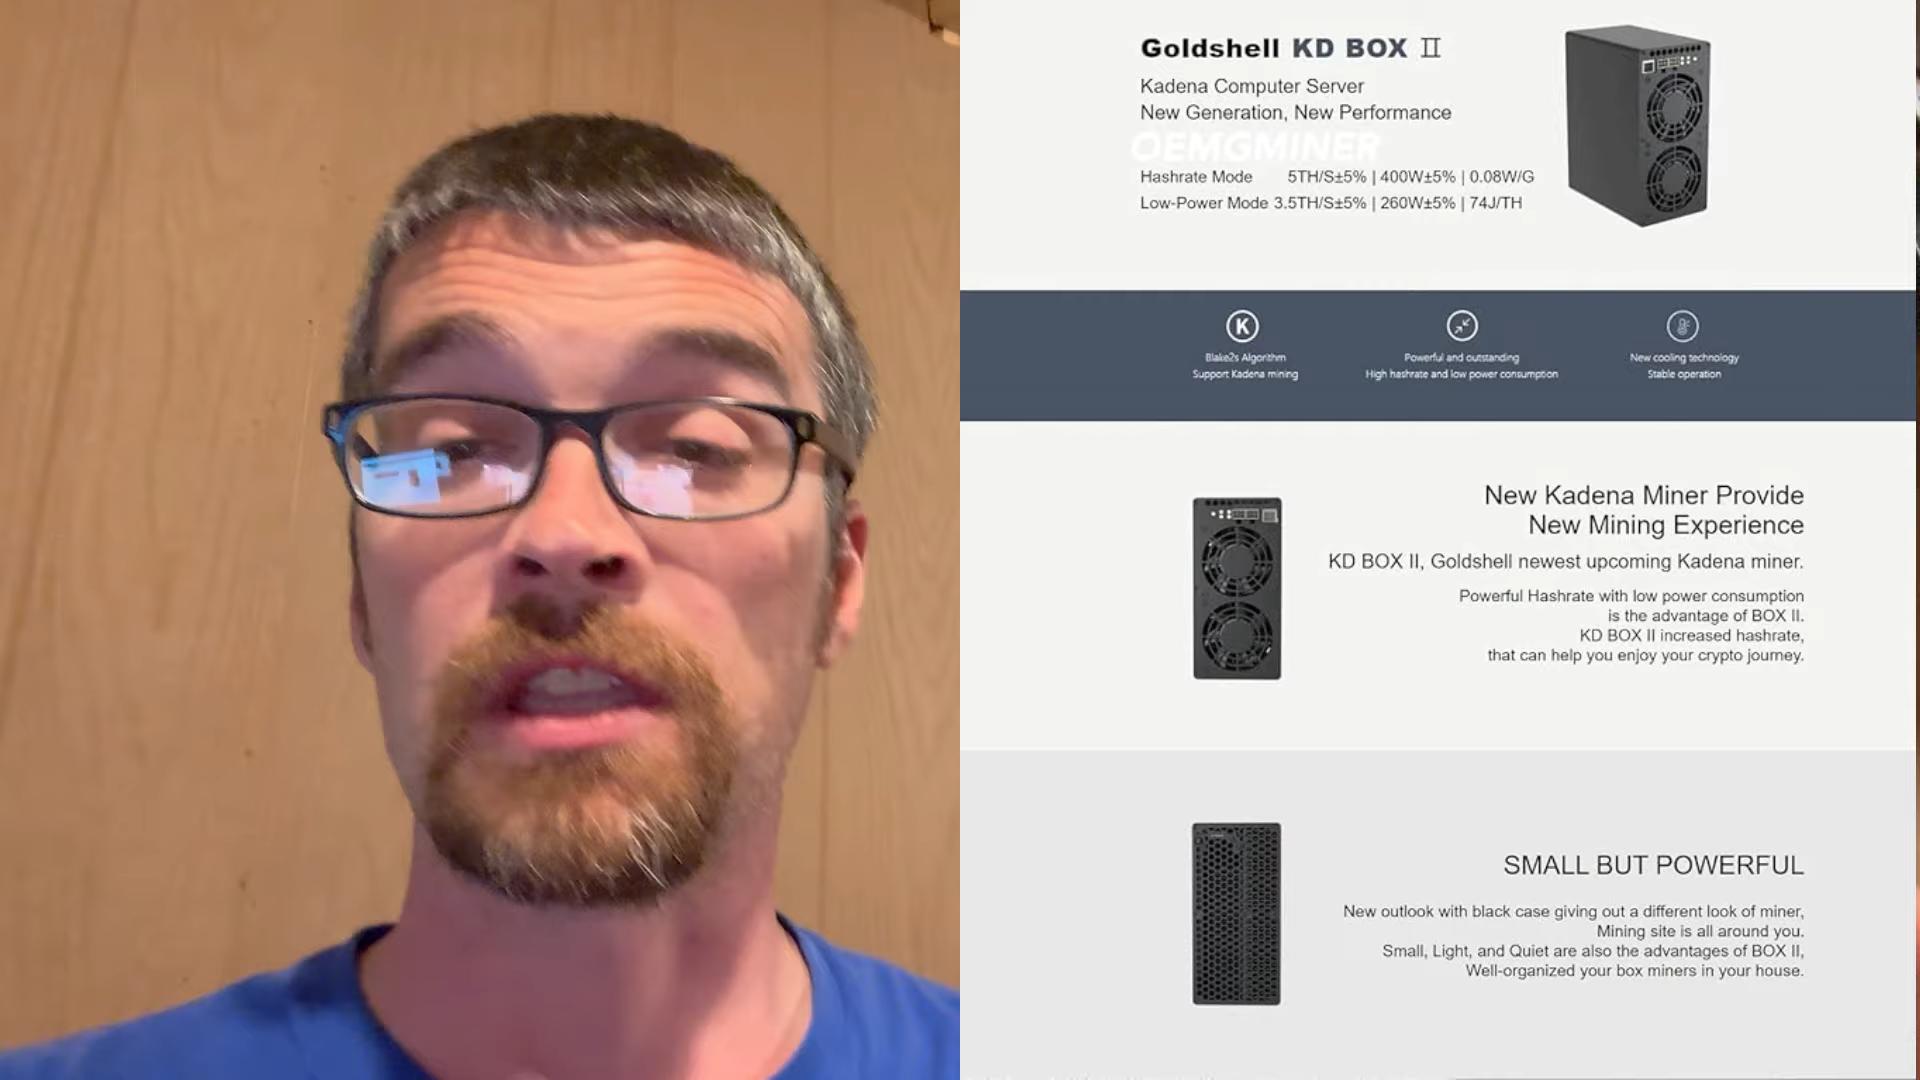 Goldshell KD BOX II
Kadena Computer Server
New Generation, New Performance
OEMGMINER
Hashrate Mode 5TH/S±5% | 400W±5% | 0.08W/G
Low-Power Mode 3.5TH/S±5% | 260W±5% | 74J/TH
K
Blake2s Algorithm
Support Kadena mining
Powerful and outstanding
High hashrate and low power consumption
New cooling technology
Stable operation
New Kadena Miner Provide
New Mining Experience
KD BOX II, Goldshell newest upcoming Kadena miner.
Powerful Hashrate with low power consumption
is the advantage of BOX II.
KD BOX II increased hashrate,
that can help you enjoy your crypto journey.
SMALL BUT POWERFUL
New outlook with black case giving out a different look of miner,
Mining site is all around you.
Small, Light, and Quiet are also the advantages of BOX II,
Well-organized your box miners in your house.